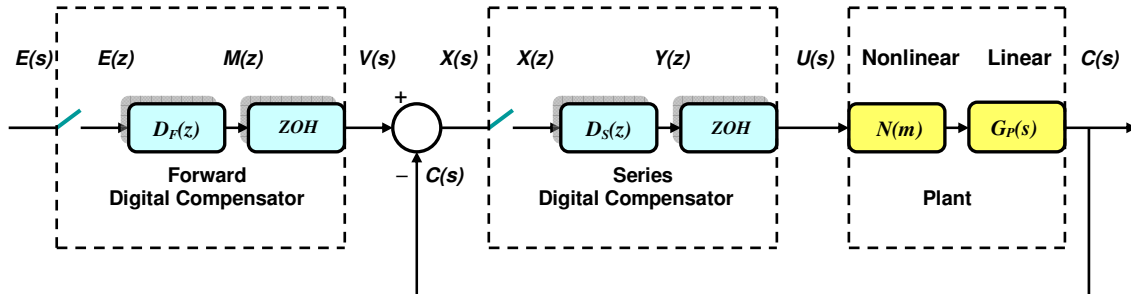 E(s) E(z) M(z) V(s) X(s) X(z) Y(z) U(s) Nonlinear Linear C(s)
+
D_F(z) ZOH D_S(z) ZOH N(m) G_P(s)
− C(s)
Forward
Digital Compensator
Series
Digital Compensator
Plant